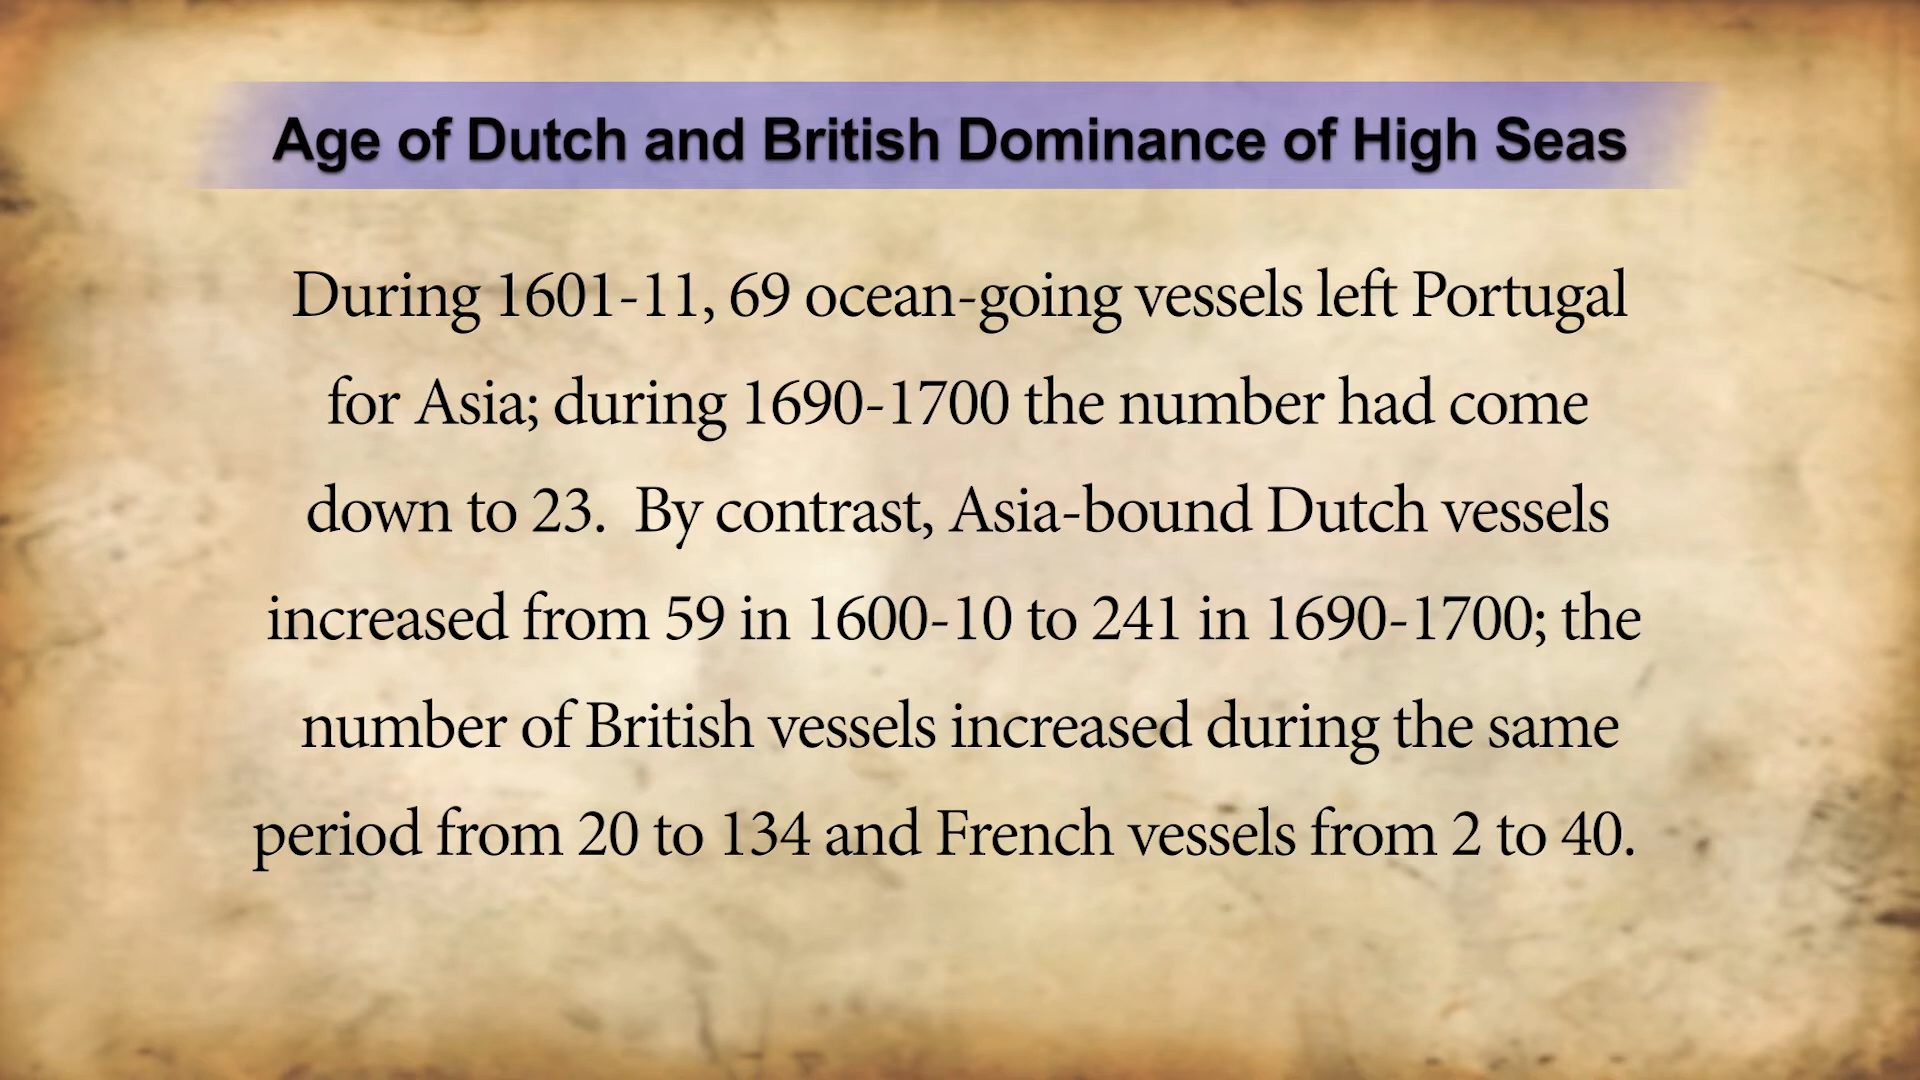 Age of Dutch and British Dominance of High Seas
During 1601-11, 69 ocean-going vessels left Portugal
for Asia; during 1690-1700 the number had come
down to 23.  By contrast, Asia-bound Dutch vessels
increased from 59 in 1600-10 to 241 in 1690-1700; the
number of British vessels increased during the same
period from 20 to 134 and French vessels from 2 to 40.